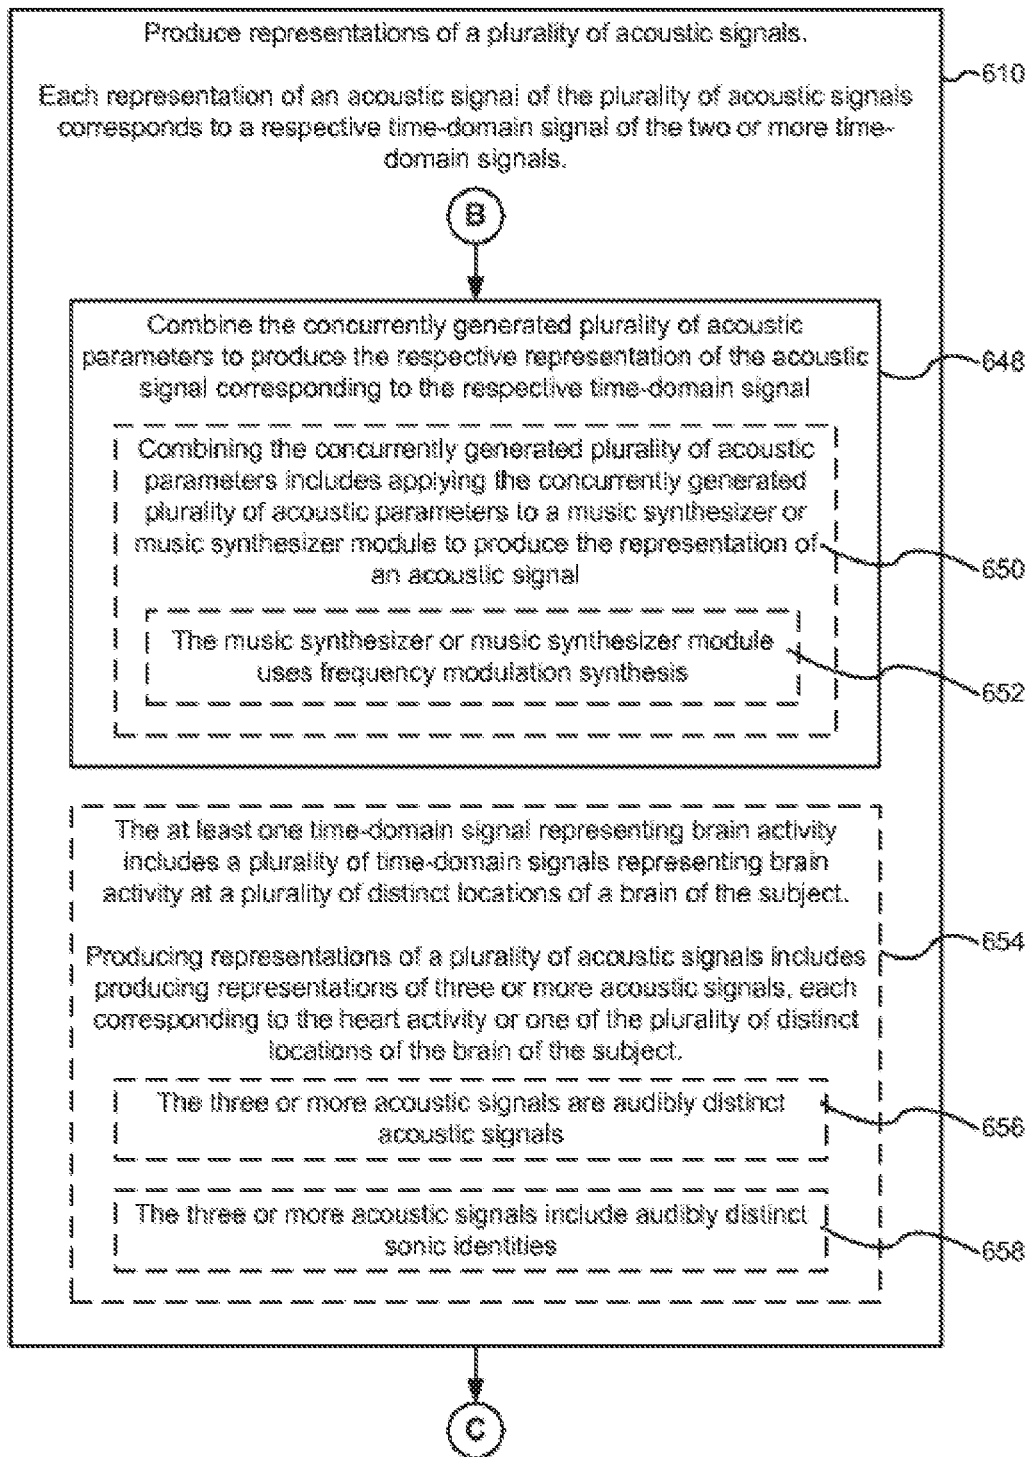 Produce representations of a plurality of acoustic signals.
610
Each representation of an acoustic signal of the plurality of acoustic signals
corresponds to a respective time-domain signal of the two or more time-
domain signals.
B
Combine the concurrently generated plurality of acoustic
parameters to produce the respective representation of the acoustic
signal corresponding to the respective time-domain signal
648
Combining the concurrently generated plurality of acoustic
parameters includes applying the concurrently generated
plurality of acoustic parameters to a music synthesizer or
music synthesizer module to produce the representation of
an acoustic signal
650
The music synthesizer or music synthesizer module
uses frequency modulation synthesis
652
The at least one time-domain signal representing brain activity
includes a plurality of time-domain signals representing brain
activity at a plurality of distinct locations of a brain of the subject.
654
Producing representations of a plurality of acoustic signals includes
producing representations of three or more acoustic signals, each
corresponding to the heart activity or one of the plurality of distinct
locations of the brain of the subject.
The three or more acoustic signals are audibly distinct
acoustic signals
656
The three or more acoustic signals include audibly distinct
sonic identities
658
C